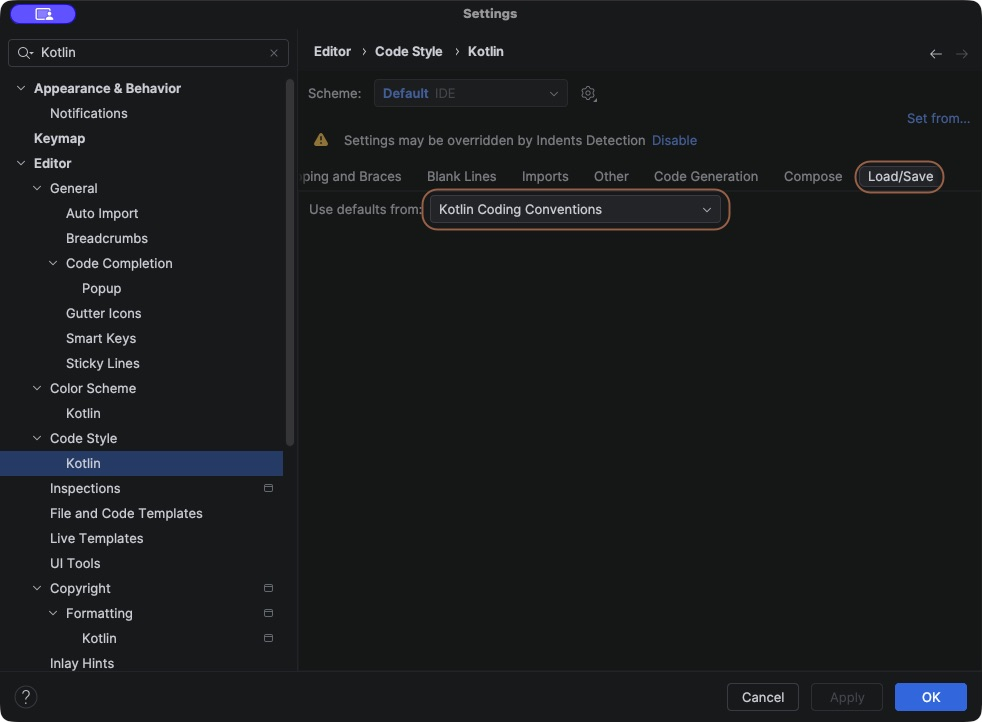 Settings
Kotlin
Appearance & Behavior
Notifications
Keymap
Editor
General
Auto Import
Breadcrumbs
Code Completion
Popup
Gutter Icons
Smart Keys
Sticky Lines
Color Scheme
Kotlin
Code Style
Kotlin
Inspections
File and Code Templates
Live Templates
UI Tools
Copyright
Formatting
Kotlin
Inlay Hints
Editor › Code Style › Kotlin
Scheme: Default IDE
Set from...
Settings may be overridden by Indents Detection Disable
and Braces Blank Lines Imports Other Code Generation Compose Load/Save
Use defaults from: Kotlin Coding Conventions
? Cancel Apply OK